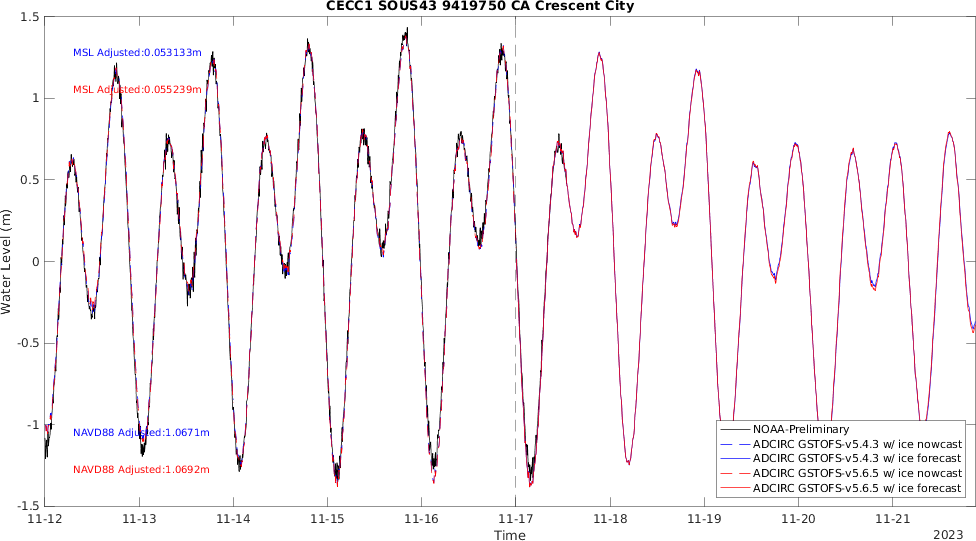 CECC1 SOUS43 9419750 CA Crescent City
1.5
MSL Adjusted:0.053133m
1
MSL Adjusted:0.055239m
0.5
Water Level (m)
0
-0.5
-1
NAVD88 Adjusted:1.0671m
NAVD88 Adjusted:1.0692m
-1.5
NOAA-Preliminary
ADCIRC GSTOFS-v5.4.3 w/ ice nowcast
ADCIRC GSTOFS-v5.4.3 w/ ice forecast
ADCIRC GSTOFS-v5.6.5 w/ ice nowcast
ADCIRC GSTOFS-v5.6.5 w/ ice forecast
11-12 11-13 11-14 11-15 11-16 11-17 11-18 11-19 11-20 11-21
Time
2023